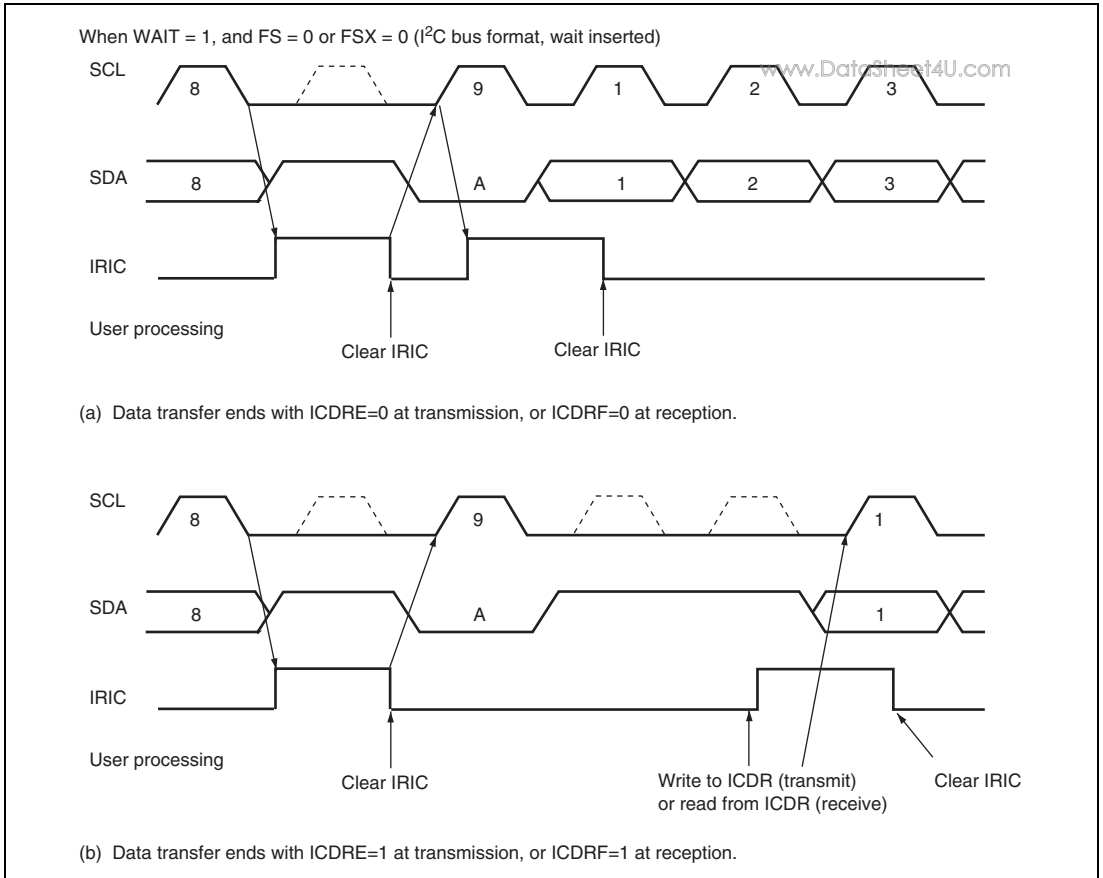 When WAIT = 1, and FS = 0 or FSX = 0 (I²C bus format, wait inserted)
www.DataSheet4U.com
SCL
8 9 1 2 3
SDA
8 A 1 2 3
IRIC
User processing
Clear IRIC Clear IRIC
(a) Data transfer ends with ICDRE=0 at transmission, or ICDRF=0 at reception.
SCL
8 9 1
SDA
8 A 1
IRIC
User processing
Clear IRIC Write to ICDR (transmit) Clear IRIC
or read from ICDR (receive)
(b) Data transfer ends with ICDRE=1 at transmission, or ICDRF=1 at reception.